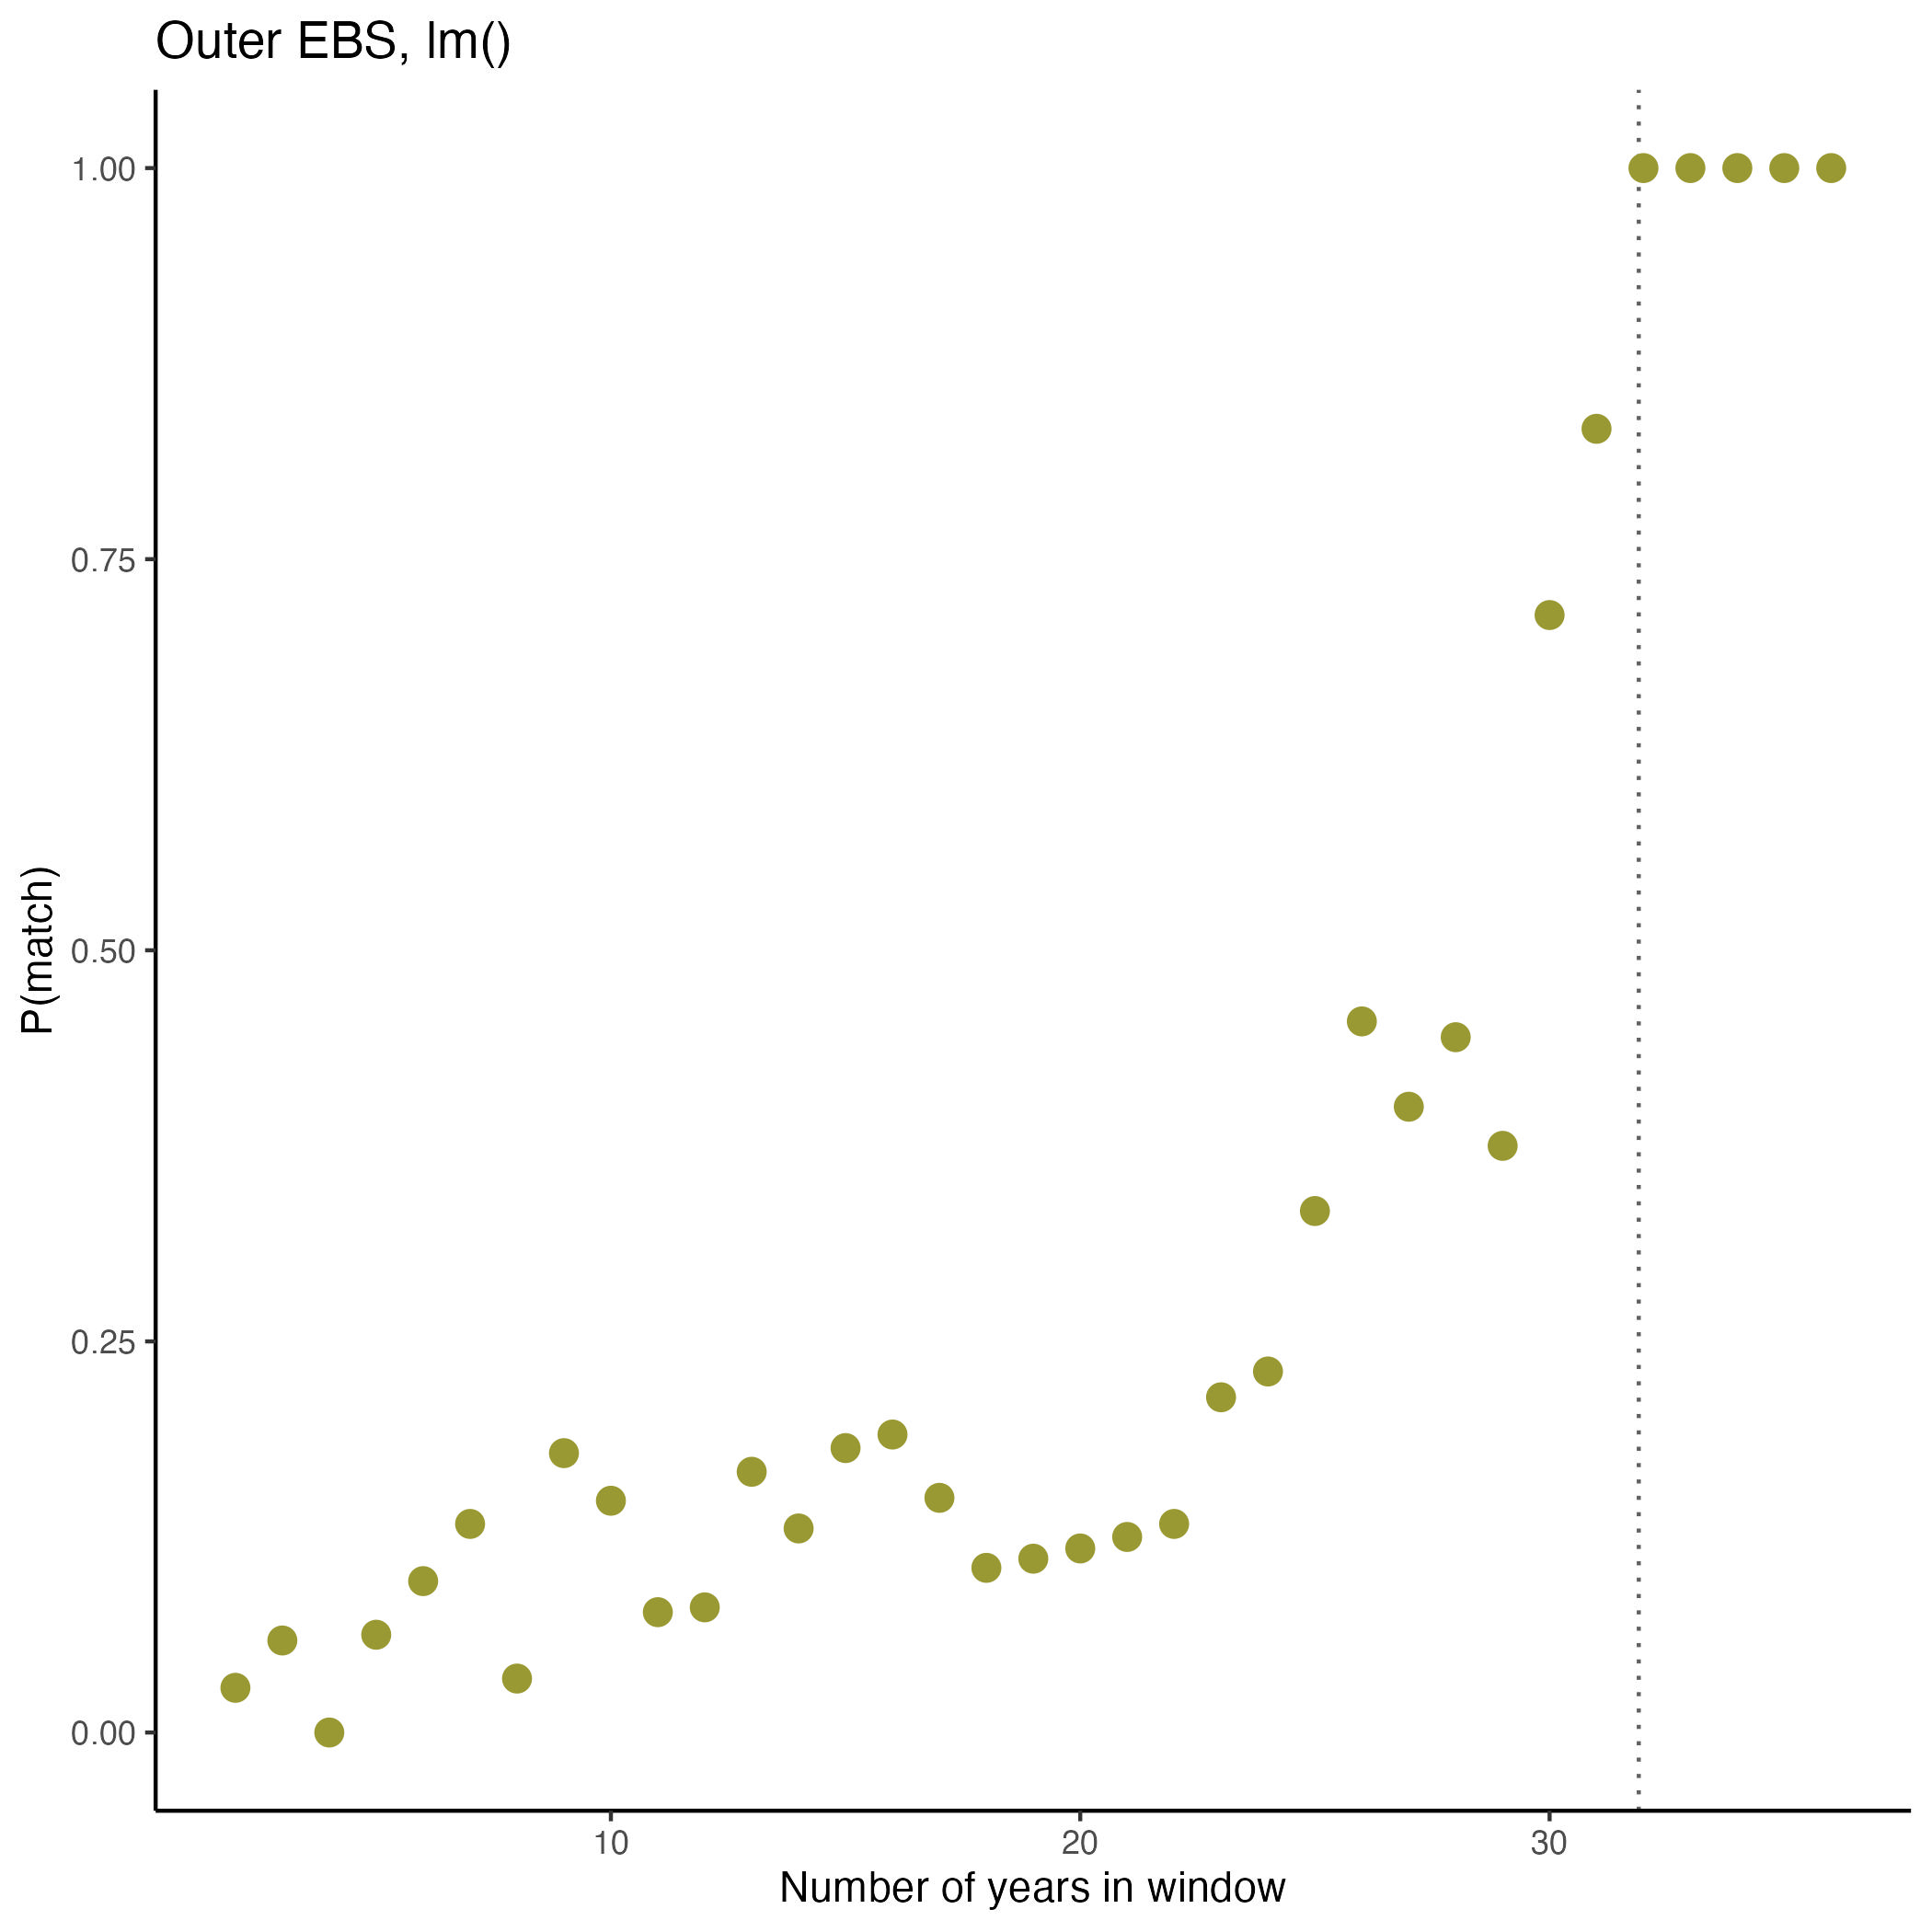 Outer EBS, lm()
1.00
0.75
0.50
0.25
0.00
P(match)
10 20 30
Number of years in window